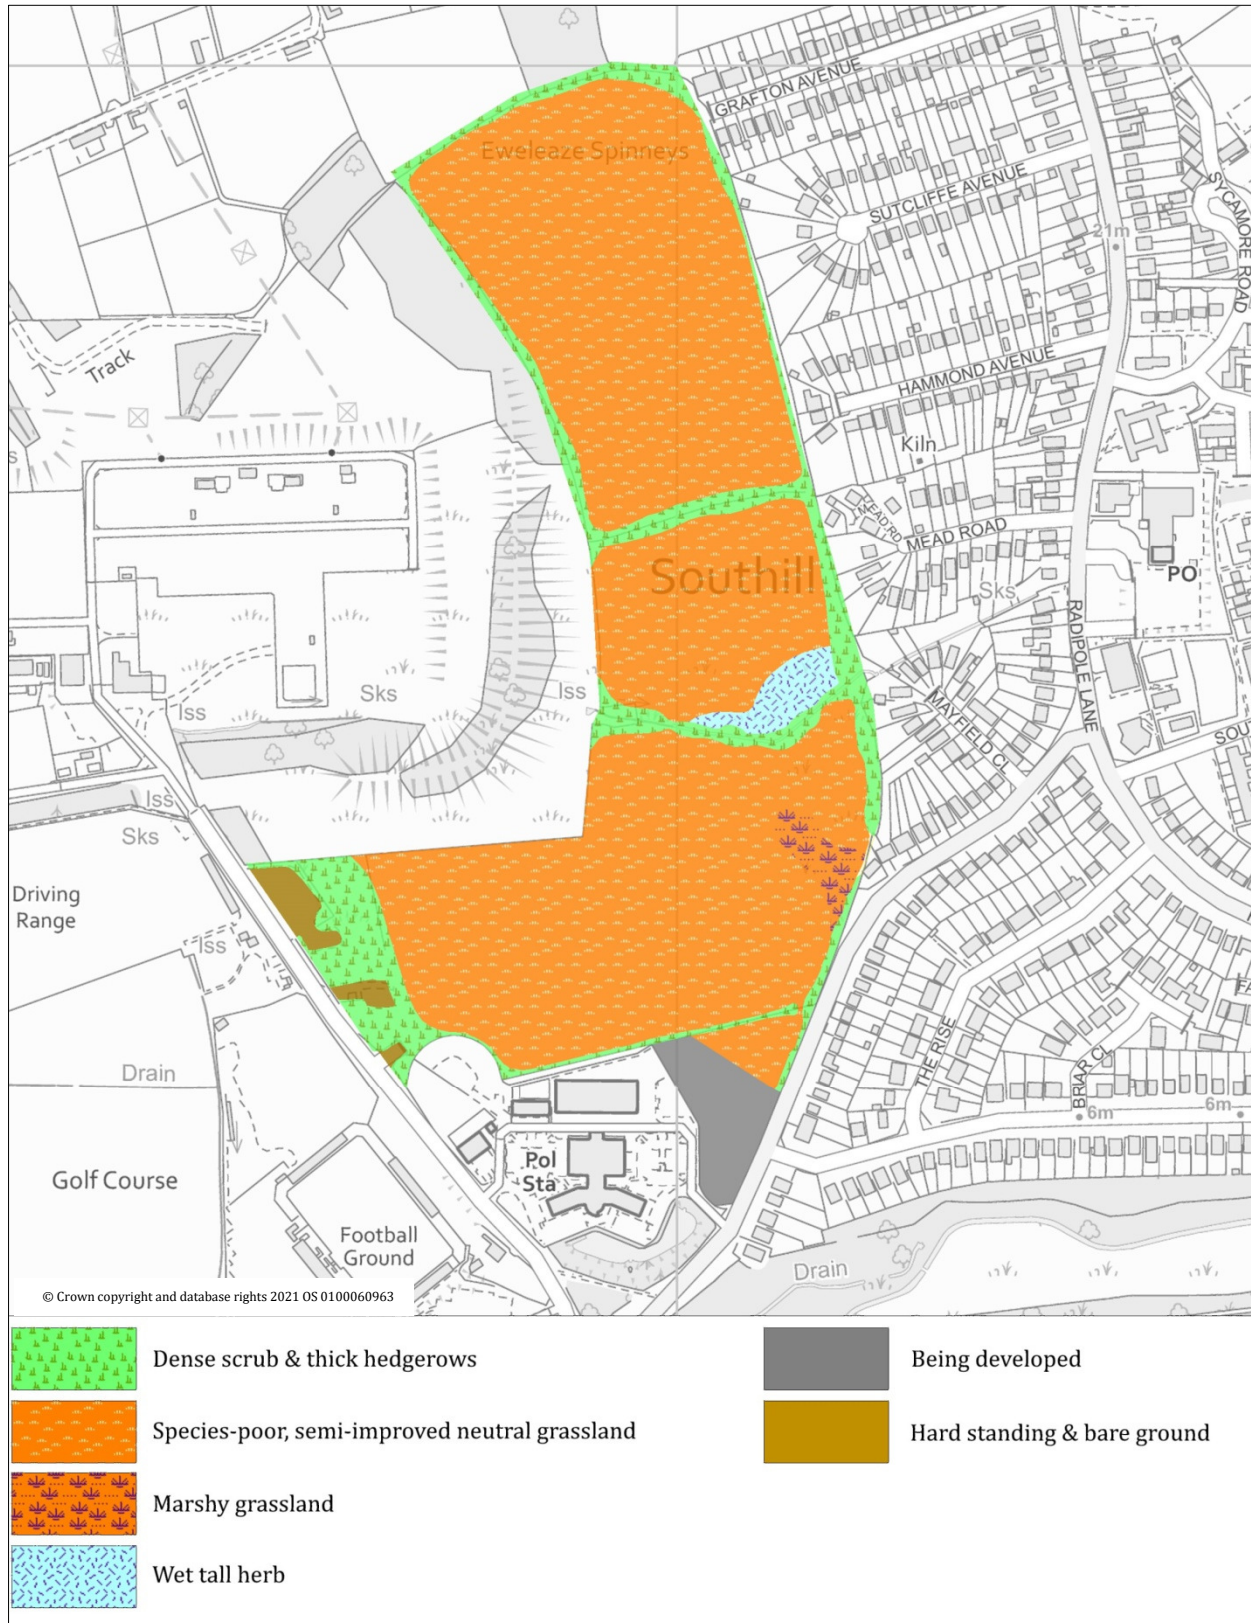 GRAFTON AVENUE
Eweleaze Spinneys
SUTCLIFFE AVENUE
SYCAMORE ROAD
21m
Track
HAMMOND AVENUE
Kiln
MEAD RD
MEAD ROAD
PO
Southill
Sks
RADIPOLE LANE
Sks
Iss
Iss
MAYFIELD CL
SOU
Iss
Sks
Driving
Range
Iss
FA
THE RISE
BRIAR CL
Drain
6m
6m
Golf Course
Pol
Sta
Football
Ground
Drain
© Crown copyright and database rights 2021 OS 0100060963
Dense scrub & thick hedgerows
Being developed
Species-poor, semi-improved neutral grassland
Hard standing & bare ground
Marshy grassland
Wet tall herb